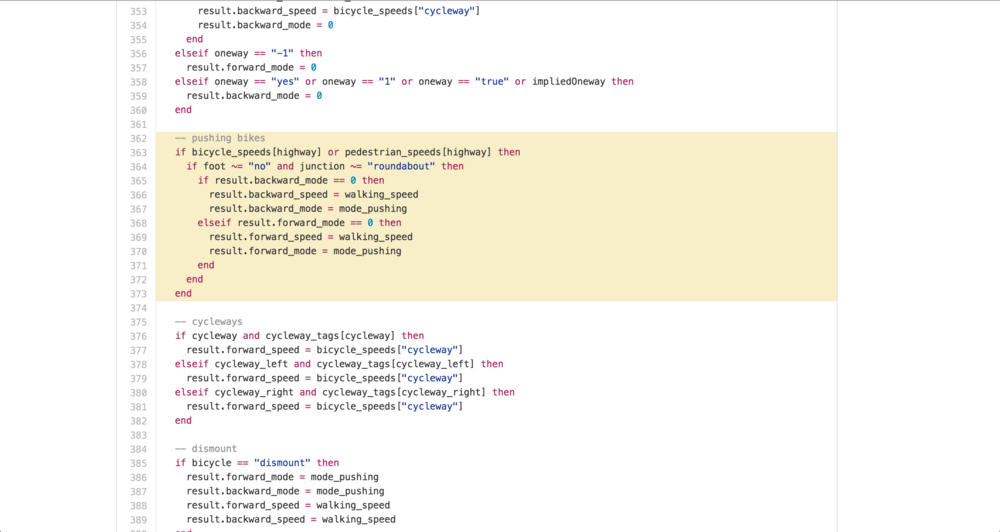 353 result.backward_speed = bicycle_speeds["cycleway"]
354 result.backward_mode = 0
355 end
356 elseif oneway == "-1" then
357 result.forward_mode = 0
358 elseif oneway == "yes" or oneway == "1" or oneway == "true" or impliedOneway then
359 result.backward_mode = 0
360 end
361
362 -- pushing bikes
363 if bicycle_speeds[highway] or pedestrian_speeds[highway] then
364 if foot ~= "no" and junction ~= "roundabout" then
365 if result.backward_mode == 0 then
366 result.backward_speed = walking_speed
367 result.backward_mode = mode_pushing
368 elseif result.forward_mode == 0 then
369 result.forward_speed = walking_speed
370 result.forward_mode = mode_pushing
371 end
372 end
373 end
374
375 -- cycleways
376 if cycleway and cycleway_tags[cycleway] then
377 result.forward_speed = bicycle_speeds["cycleway"]
378 elseif cycleway_left and cycleway_tags[cycleway_left] then
379 result.forward_speed = bicycle_speeds["cycleway"]
380 elseif cycleway_right and cycleway_tags[cycleway_right] then
381 result.forward_speed = bicycle_speeds["cycleway"]
382 end
383
384 -- dismount
385 if bicycle == "dismount" then
386 result.forward_mode = mode_pushing
387 result.backward_mode = mode_pushing
388 result.forward_speed = walking_speed
389 result.backward_speed = walking_speed